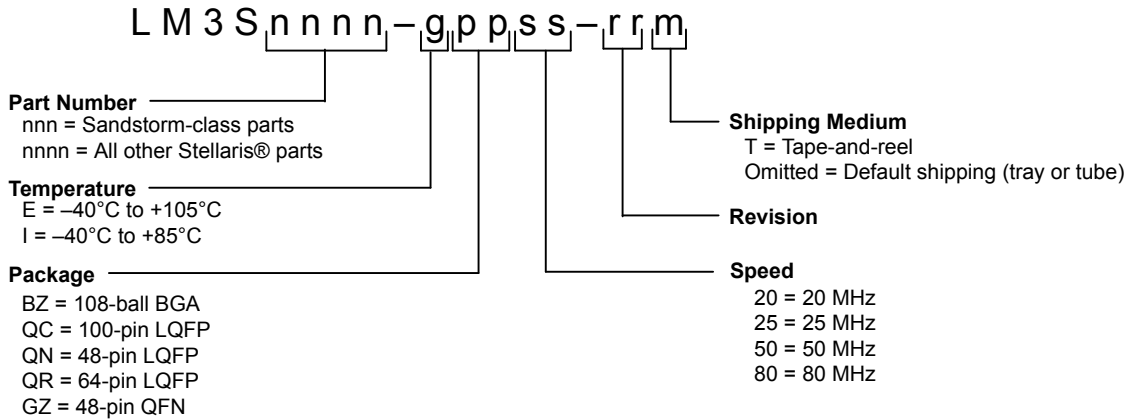 LM3Snnnn–gppss–rrm
Part Number
nnn = Sandstorm-class parts
nnnn = All other Stellaris® parts
Temperature
E = –40°C to +105°C
I = –40°C to +85°C
Package
BZ = 108-ball BGA
QC = 100-pin LQFP
QN = 48-pin LQFP
QR = 64-pin LQFP
GZ = 48-pin QFN
Shipping Medium
T = Tape-and-reel
Omitted = Default shipping (tray or tube)
Revision
Speed
20 = 20 MHz
25 = 25 MHz
50 = 50 MHz
80 = 80 MHz